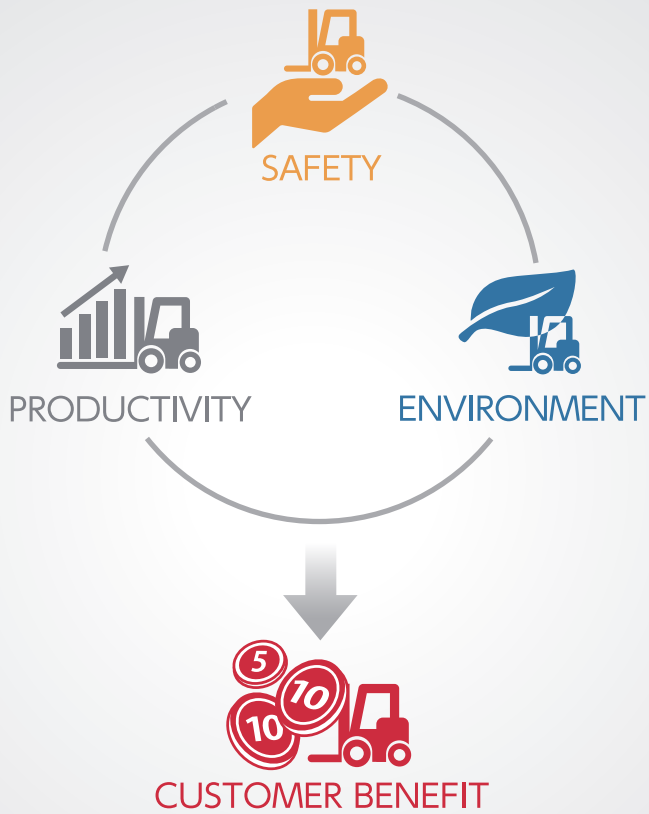 SAFETY
PRODUCTIVITY
ENVIRONMENT
5
10
10
CUSTOMER BENEFIT